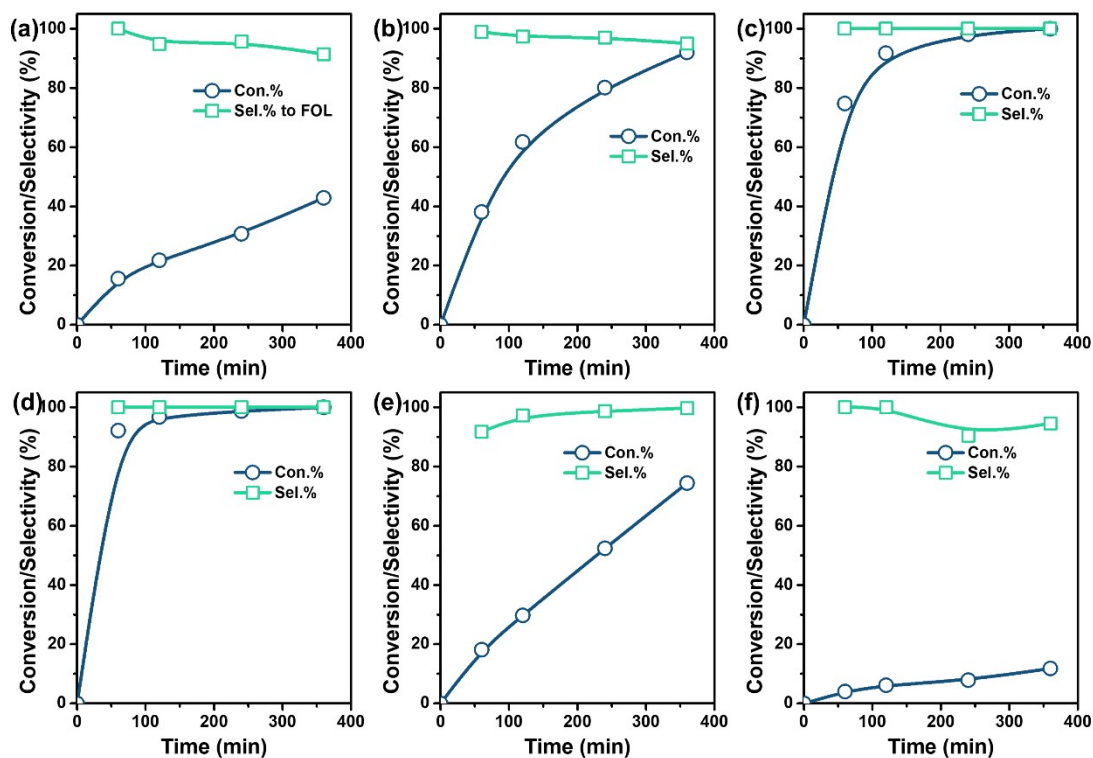 (a)
Conversion/Selectivity (%)
100
80
60
40
20
0
Con.%
Sel.% to FOL
0 100 200 300 400
Time (min)
(b)
Conversion/Selectivity (%)
100
80
60
40
20
0
Con.%
Sel.%
0 100 200 300 400
Time (min)
(c)
Conversion/Selectivity (%)
100
80
60
40
20
0
Con.%
Sel.%
0 100 200 300 400
Time (min)
(d)
Conversion/Selectivity (%)
100
80
60
40
20
0
Con.%
Sel.%
0 100 200 300 400
Time (min)
(e)
Conversion/Selectivity (%)
100
80
60
40
20
0
Con.%
Sel.%
0 100 200 300 400
Time (min)
(f)
Conversion/Selectivity (%)
100
80
60
40
20
0
Con.%
Sel.%
0 100 200 300 400
Time (min)